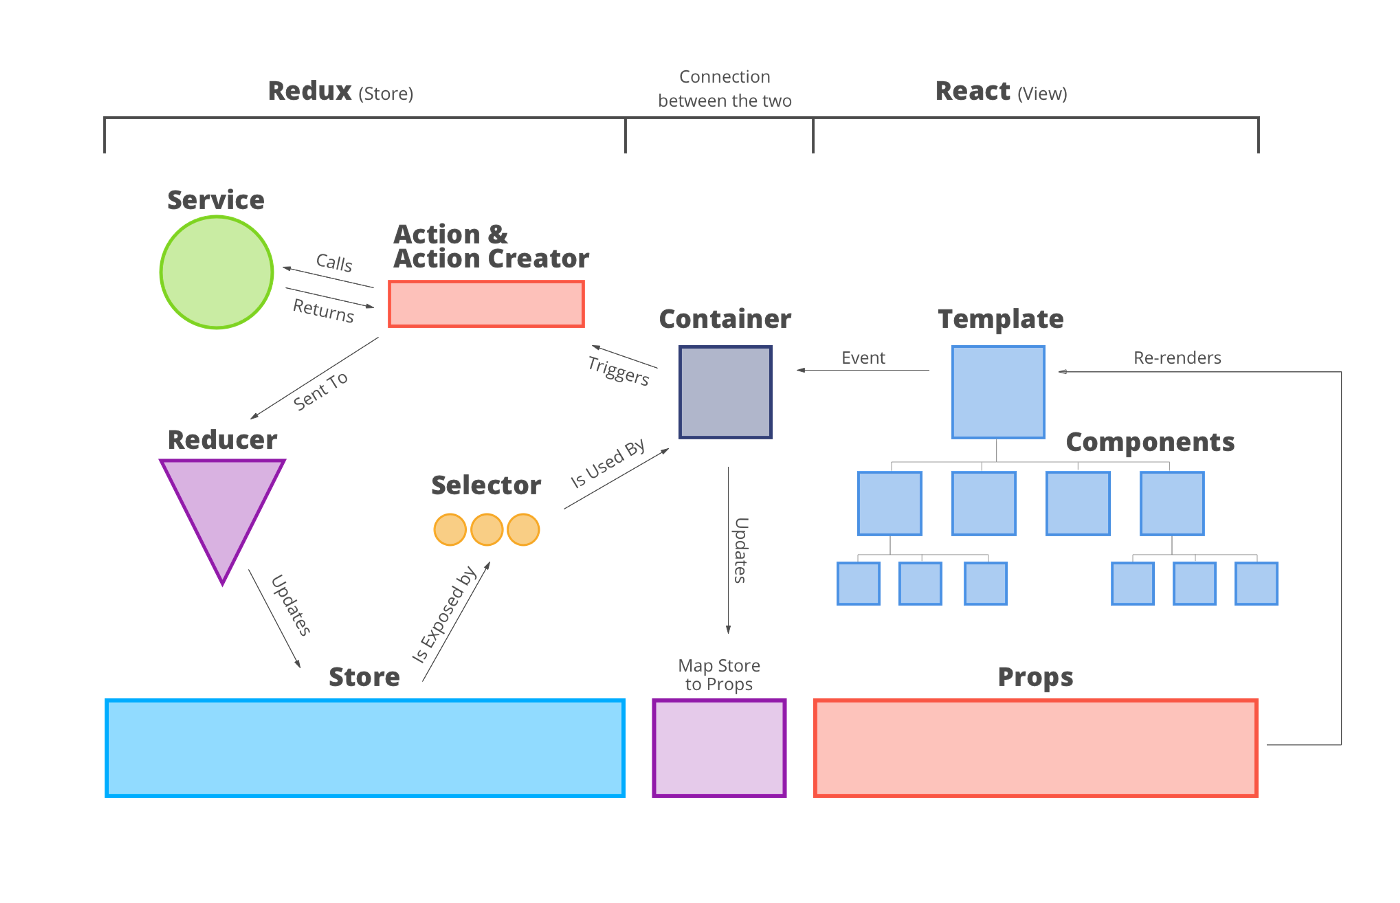 Redux (Store)
Connection
between the two
React (View)
Service
Action &
Action Creator
Calls
Returns
Container
Template
Triggers
Event
Re-renders
Sent To
Reducer
Components
Selector
Is Used By
Updates
Updates
Is Exposed by
Store
Map Store
to Props
Props